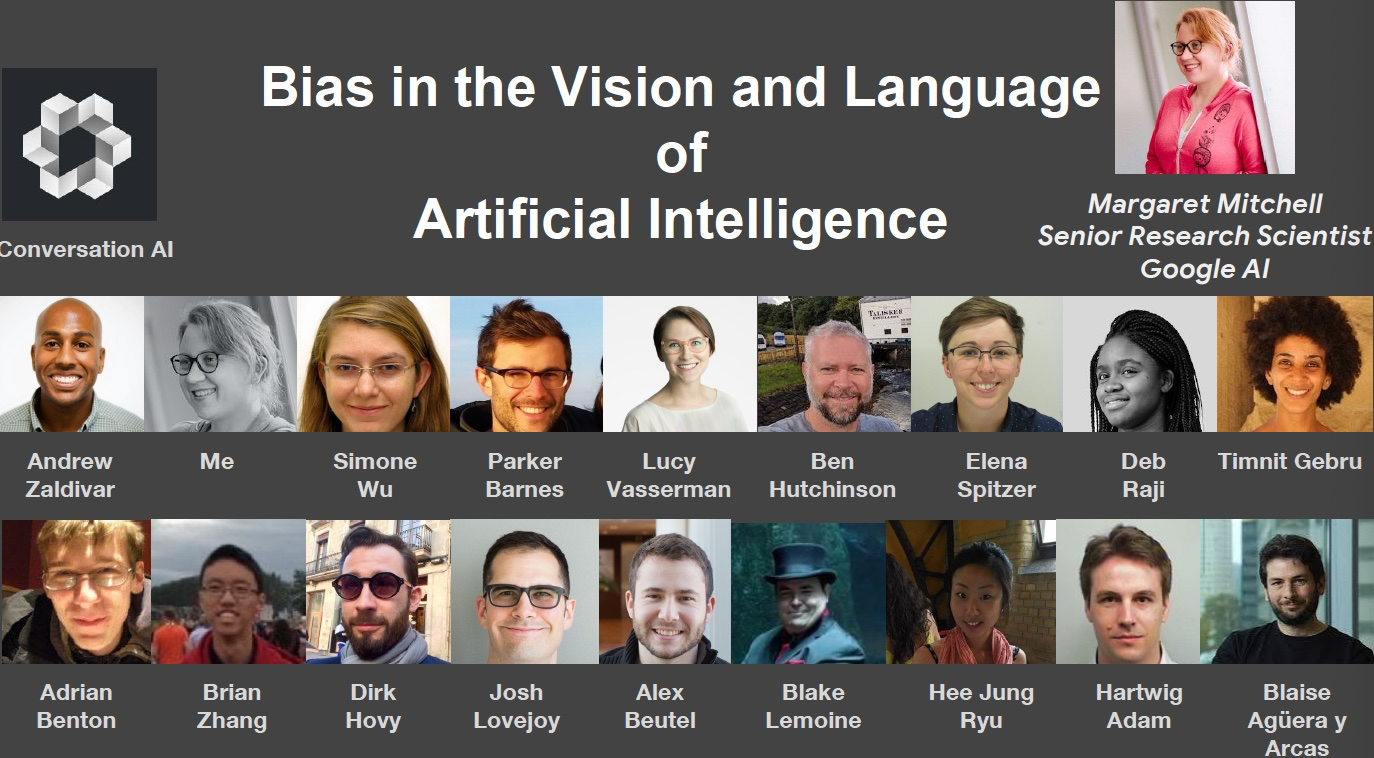 Bias in the Vision and Language
of
Artificial Intelligence
Conversation AI
Margaret Mitchell
Senior Research Scientist
Google AI
TALISKER
Andrew
Zaldivar
Me
Simone
Wu
Parker
Barnes
Lucy
Vasserman
Ben
Hutchinson
Elena
Spitzer
Deb
Raji
Timnit Gebru
Adrian
Benton
Brian
Zhang
Dirk
Hovy
Josh
Lovejoy
Alex
Beutel
Blake
Lemoine
Hee Jung
Ryu
Hartwig
Adam
Blaise
Agüera y
Arcas